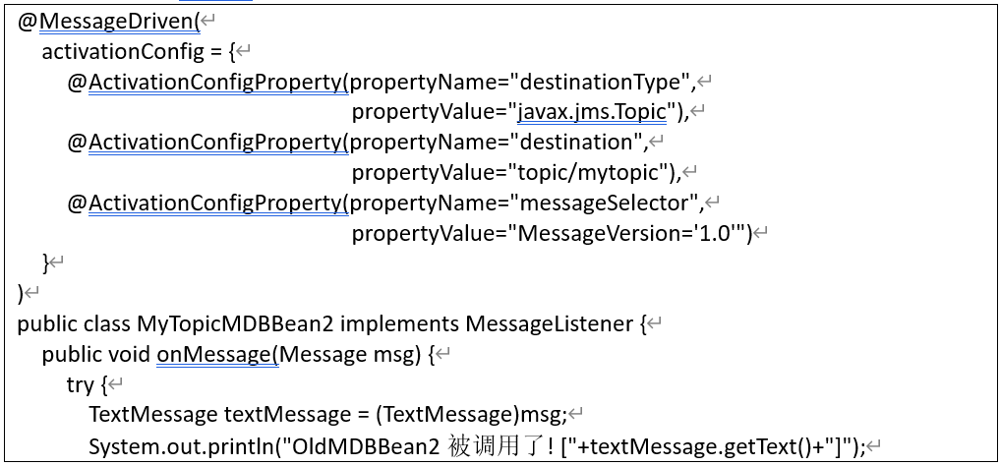 @MessageDriven(↵
activationConfig = {↵
@ActivationConfigProperty(propertyName="destinationType",↵
propertyValue="javax.jms.Topic"),↵
@ActivationConfigProperty(propertyName="destination",↵
propertyValue="topic/mytopic"),↵
@ActivationConfigProperty(propertyName="messageSelector",↵
propertyValue="MessageVersion='1.0'")↵
}↵
)↵
public class MyTopicMDBBean2 implements MessageListener {↵
public void onMessage(Message msg) {↵
try {↵
TextMessage textMessage = (TextMessage)msg;↵
System.out.println("OldMDBBean2 被调用了! ["+textMessage.getText()+"]");↵